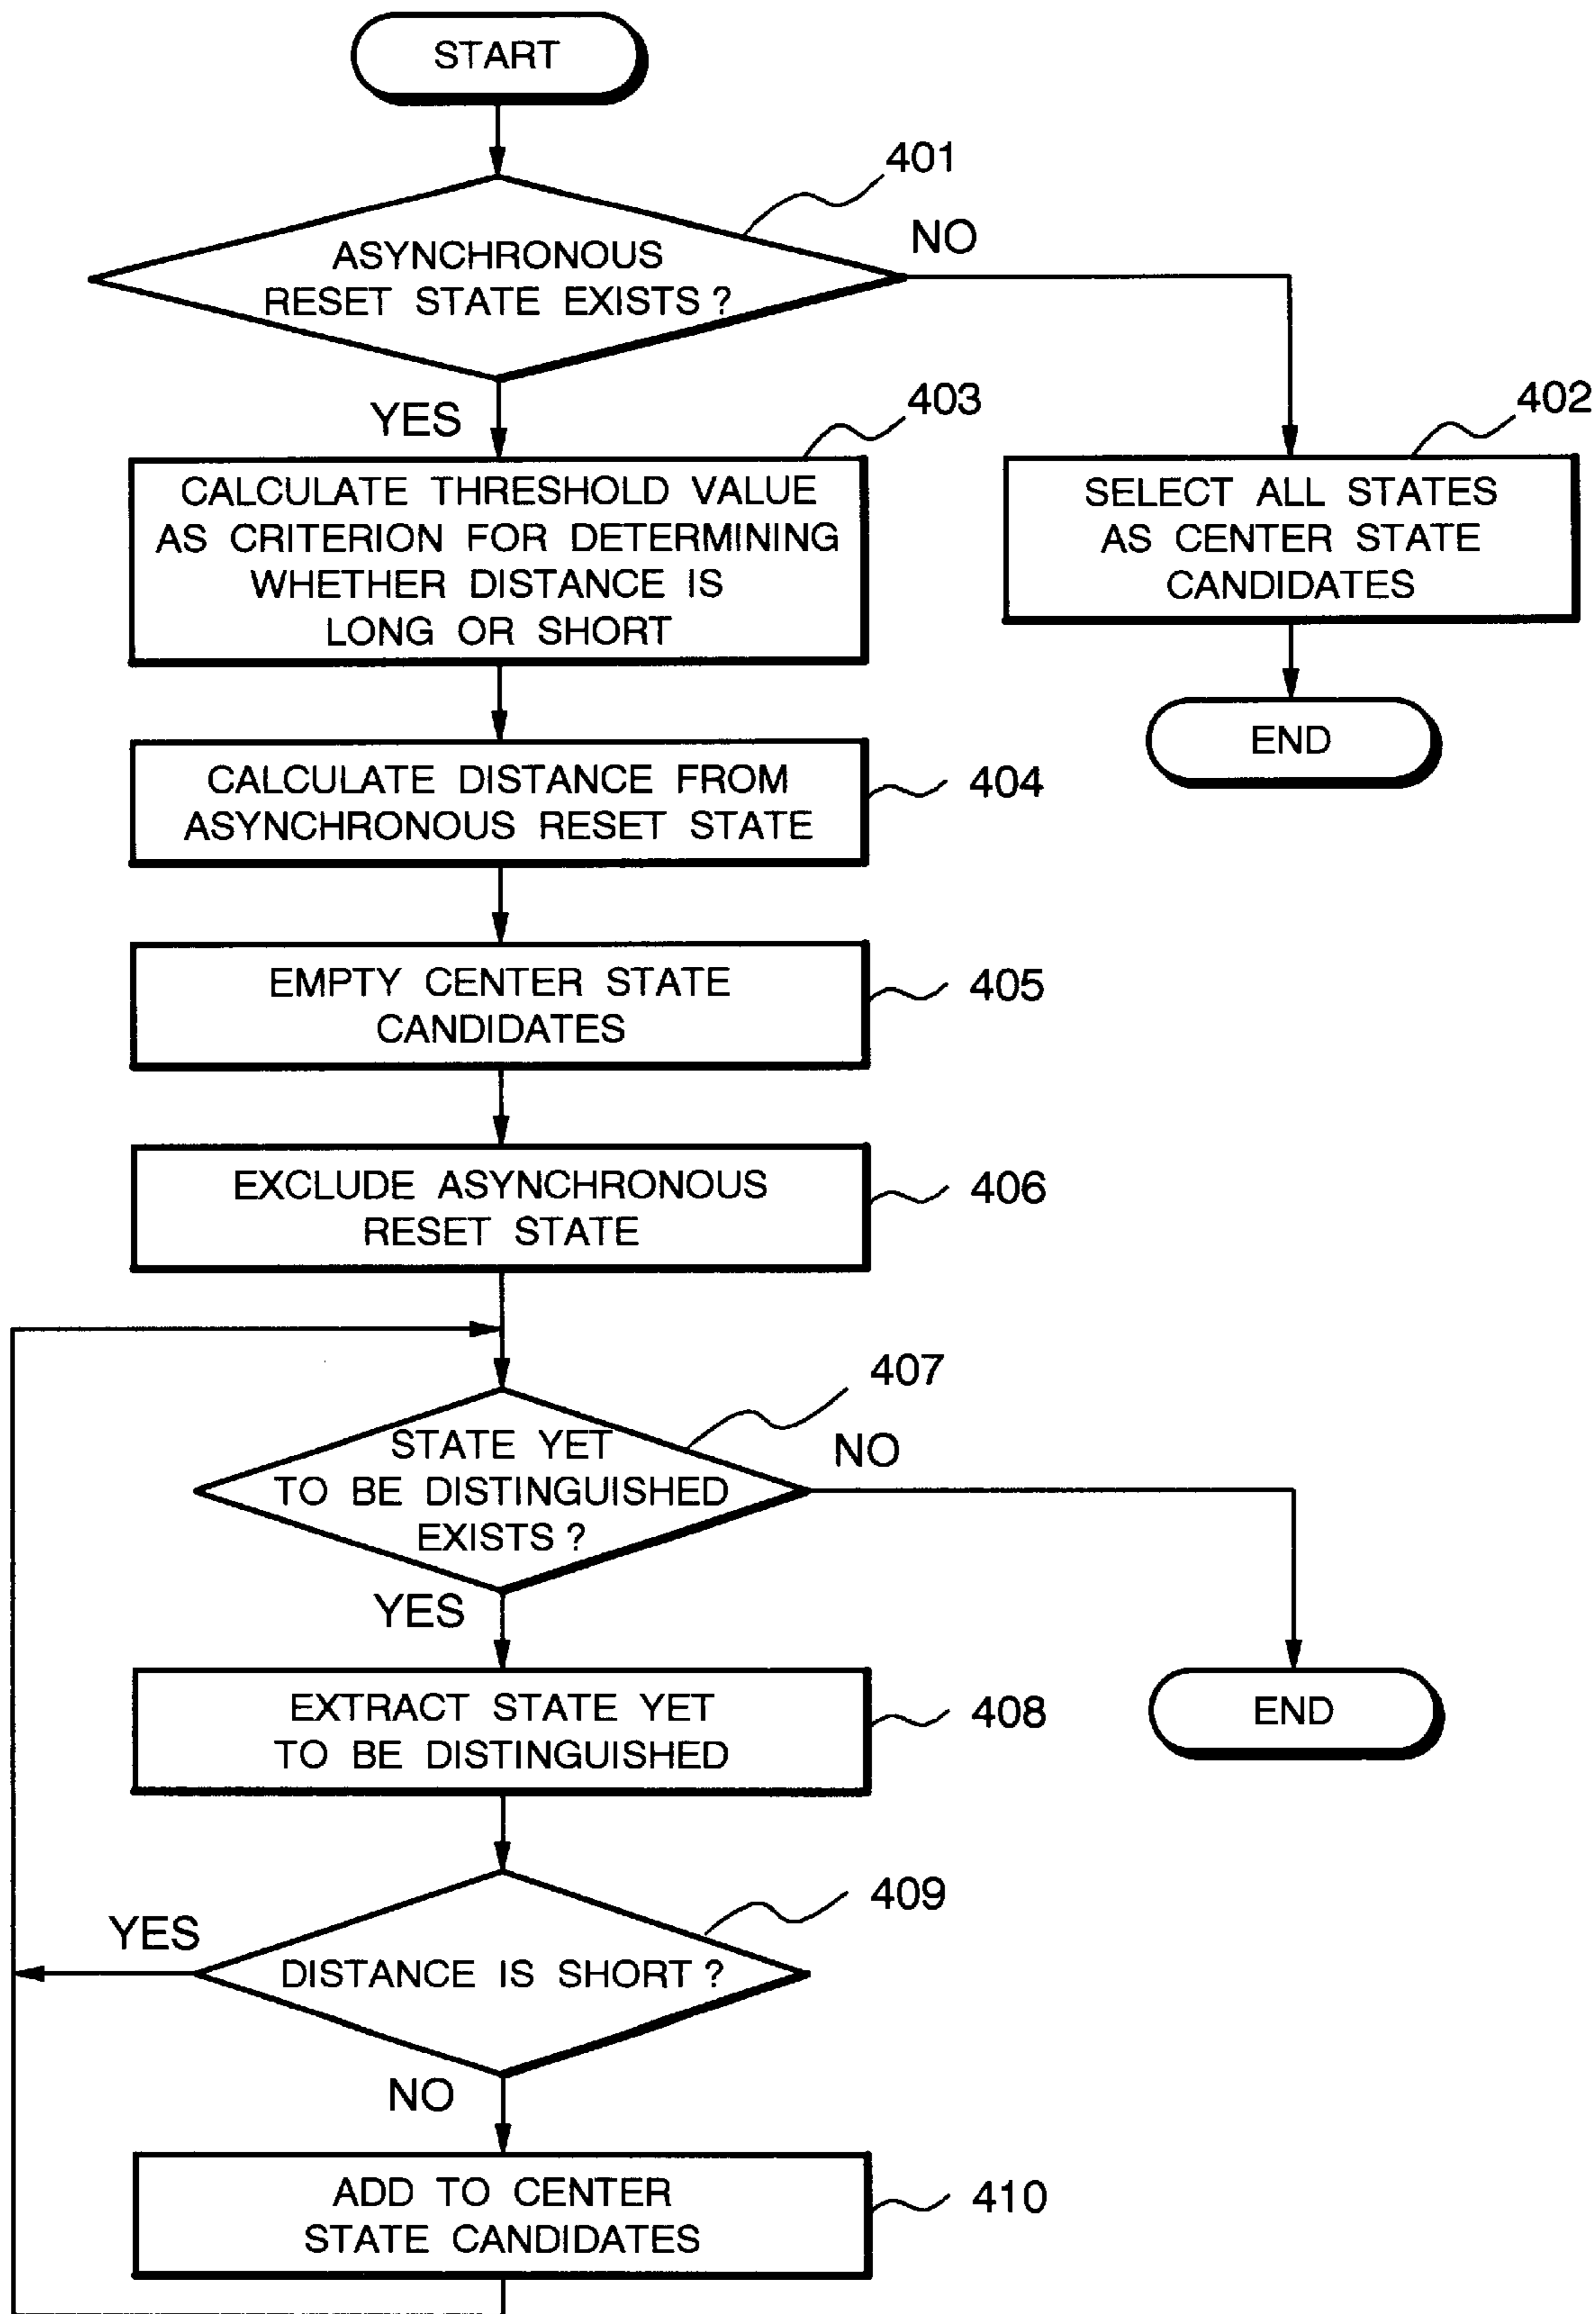 START
401
ASYNCHRONOUS
RESET STATE EXISTS ?
NO
YES
403
402
CALCULATE THRESHOLD VALUE
AS CRITERION FOR DETERMINING
WHETHER DISTANCE IS
LONG OR SHORT
SELECT ALL STATES
AS CENTER STATE
CANDIDATES
END
CALCULATE DISTANCE FROM
ASYNCHRONOUS RESET STATE
404
EMPTY CENTER STATE
CANDIDATES
405
EXCLUDE ASYNCHRONOUS
RESET STATE
406
407
STATE YET
TO BE DISTINGUISHED
EXISTS ?
NO
YES
EXTRACT STATE YET
TO BE DISTINGUISHED
408
END
409
YES
DISTANCE IS SHORT ?
NO
ADD TO CENTER
STATE CANDIDATES
410